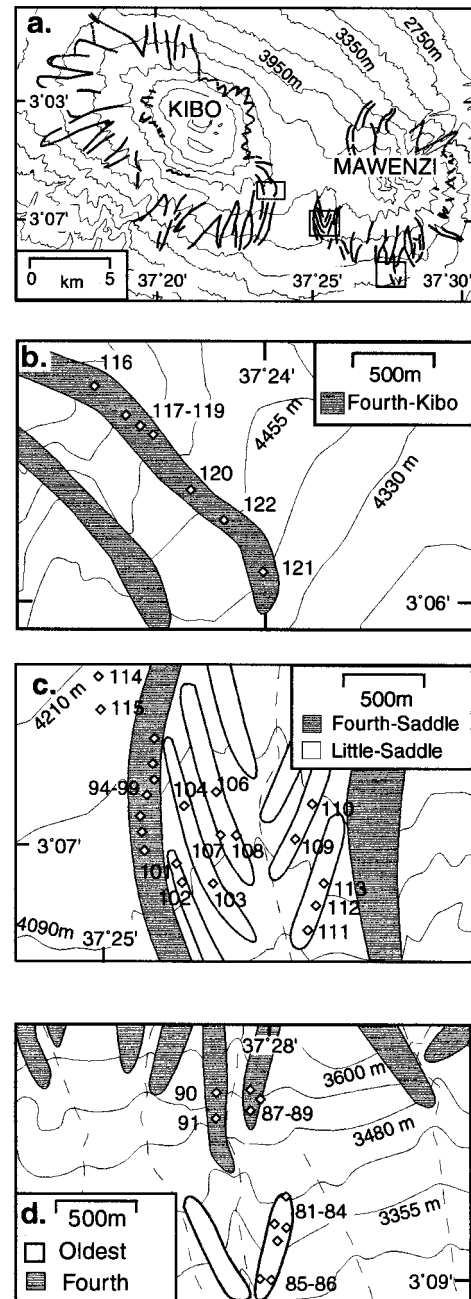 a.
2750m
3350m
3950m
KIBO
MAWENZI
3°03'
3°07'
0 5
km
37°20'
37°25'
37°30'
b.
116
37°24'
500m
Fourth-Kibo
117-119
4455 m
120
122
4330 m
121
3°06'
c.
114
4210 m
115
500m
Fourth-Saddle
Little-Saddle
94-99
104
106
110
3°07'
107
108
109
101
102
103
113
112
111
4090m
37°25'
37°28'
3600 m
90
87-89
91
3480 m
d.
500m
81-84
3355 m
Oldest
Fourth
85-86
3°09'